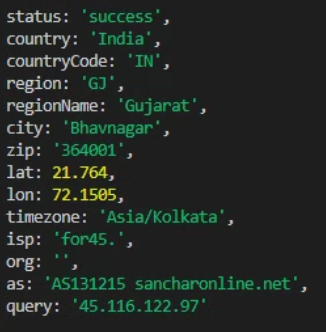 status: 'success',
country: 'India',
countryCode: 'IN',
region: 'GJ',
regionName: 'Gujarat',
city: 'Bhavnagar',
zip: '364001',
lat: 21.764,
lon: 72.1505,
timezone: 'Asia/Kolkata',
isp: 'for45.',
org: '',
as: 'AS131215 sancharonline.net',
query: '45.116.122.97'